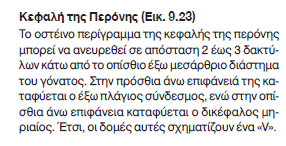 Κεφαλή της Περόνης (Εικ. 9.23)
Το οστέινο περίγραμμα της κεφαλής της περόνης
μπορεί να ανευρεθεί σε απόσταση 2 έως 3 δακτύ-
λων κάτω από το οπίσθιο έξω μεσάρθριο διάστημα
του γόνατος. Στην πρόσθια άνω επιφάνειά της κα-
ταφύεται ο έξω πλάγιος σύνδεσμος, ενώ στην οπί-
σθια άνω επιφάνεια καταφύεται ο δικέφαλος μη-
ριαίος. Έτσι, οι δομές αυτές σχηματίζουν ένα «V».